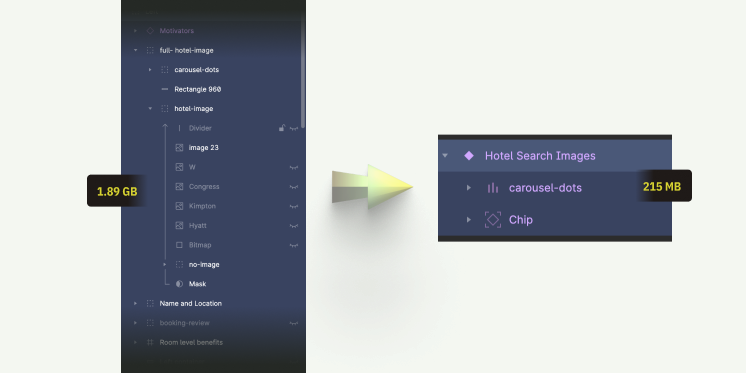 Motivators
full- hotel-image
carousel-dots
Rectangle 960
hotel-image
Divider
image 23
W
Congress
Kimpton
Hyatt
Bitmap
no-image
Mask
Name and Location
booking-review
Room level benefits
1.89 GB
Hotel Search Images
carousel-dots
Chip
215 MB